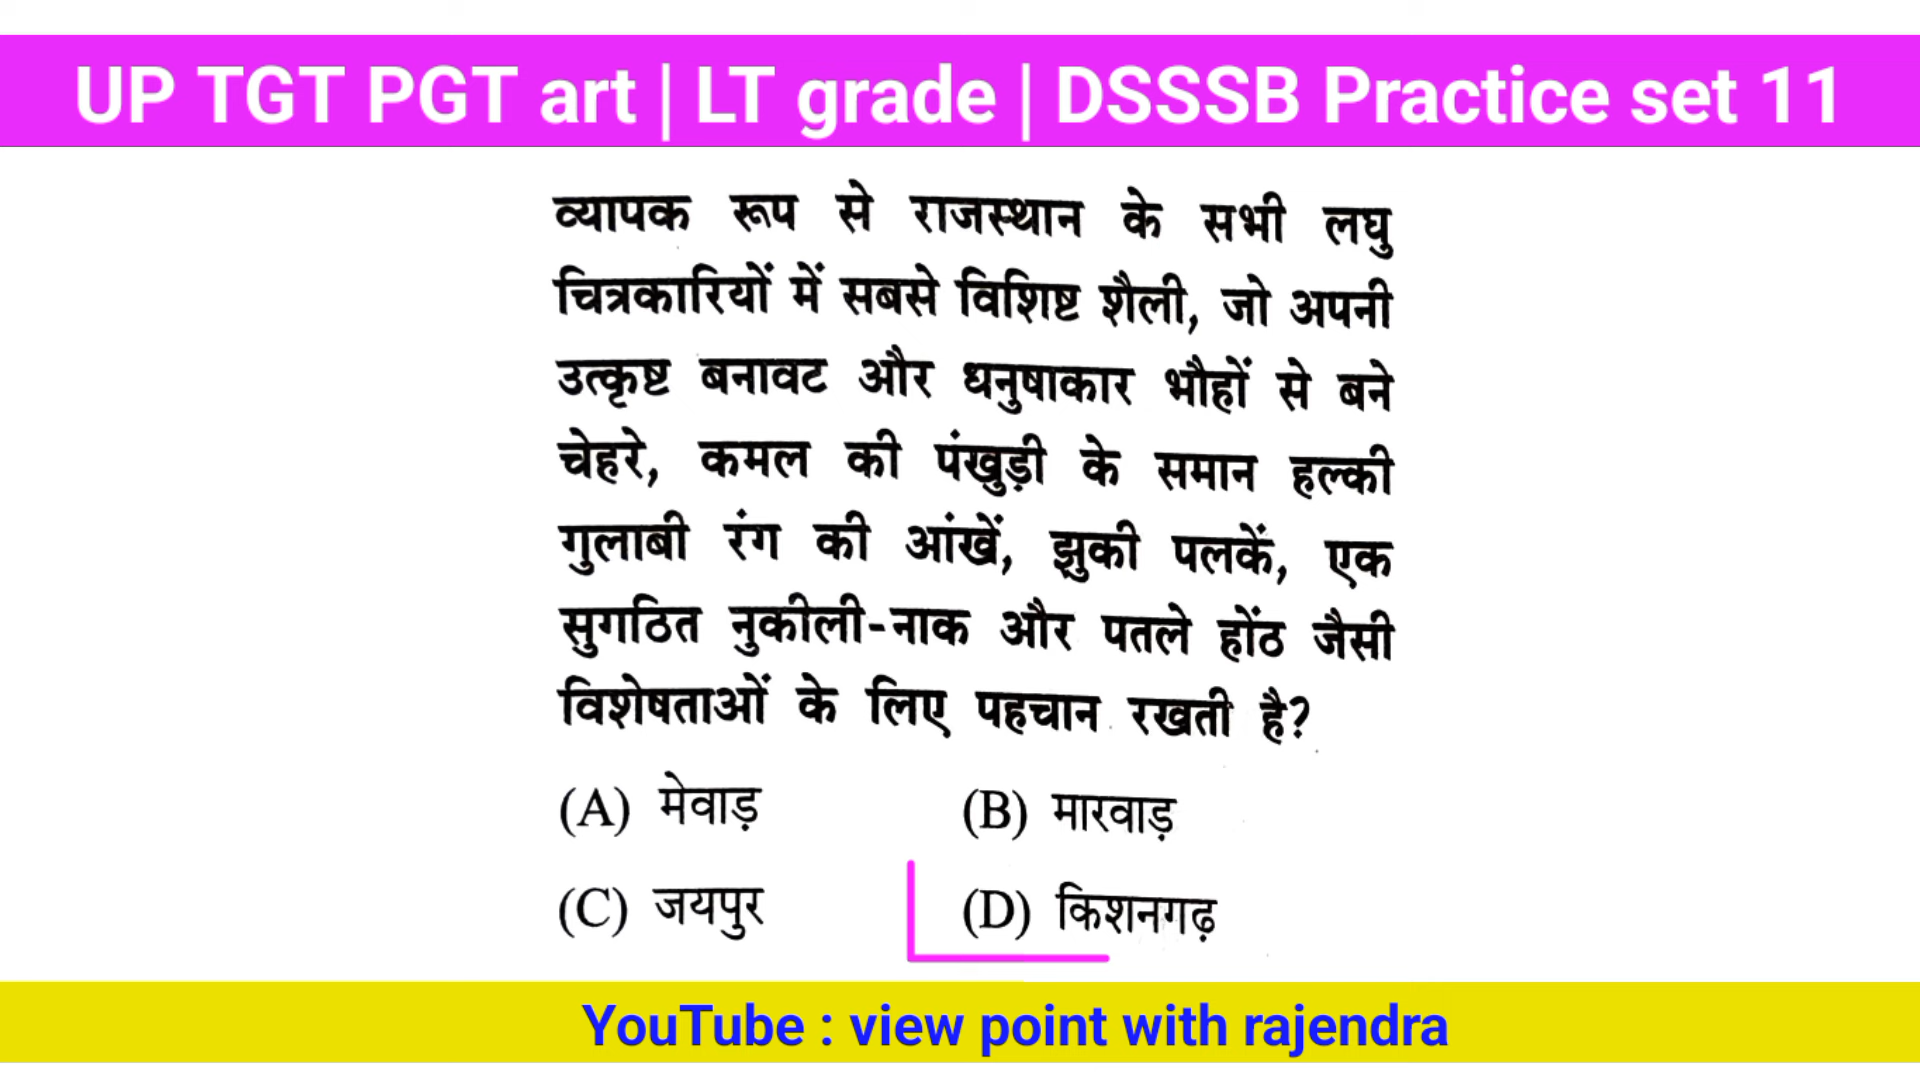 UP TGT PGT art | LT grade | DSSSB Practice set 11
व्यापक रूप से राजस्थान के सभी लघु
चित्रकारियों में सबसे विशिष्ट शैली, जो अपनी
उत्कृष्ट बनावट और धनुषाकार भौहों से बने
चेहरे, कमल की पंखुड़ी के समान हल्की
गुलाबी रंग की आंखें, झुकी पलकें, एक
सुगठित नुकीली-नाक और पतले होंठ जैसी
विशेषताओं के लिए पहचान रखती है?
(A) मेवाड़ (B) मारवाड़
(C) जयपुर (D) किशनगढ़
YouTube : view point with rajendra